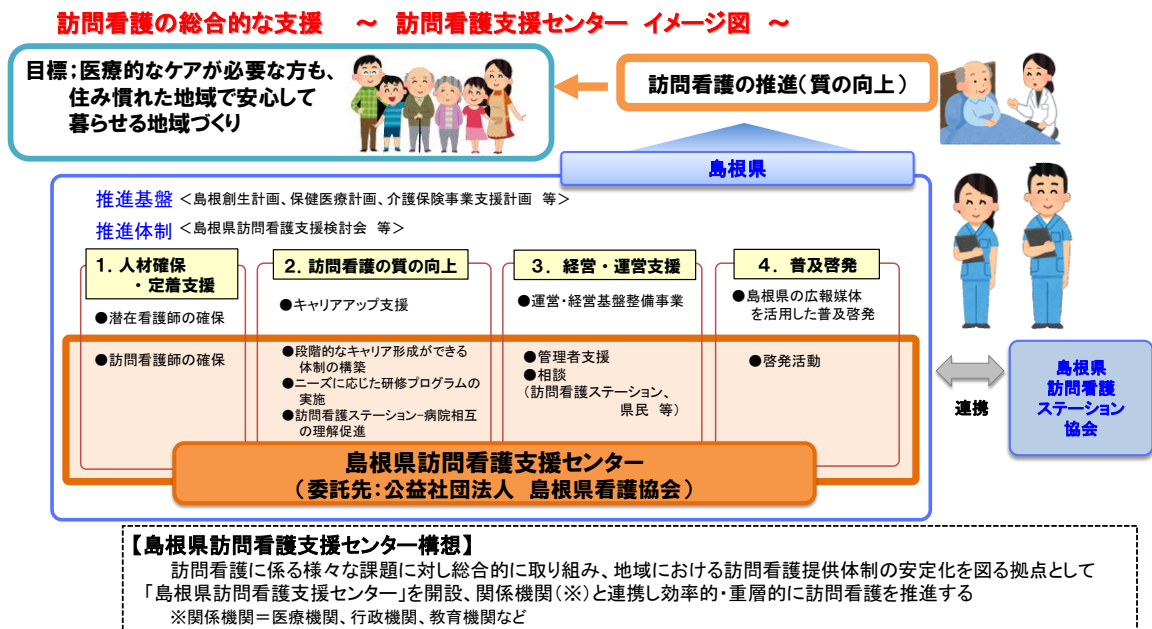 訪問看護の総合的な支援　～　訪問看護支援センター イメージ図　～
目標;医療的なケアが必要な方も、
住み慣れた地域で安心して
暮らせる地域づくり
訪問看護の推進(質の向上)
島根県
推進基盤 <島根創生計画、保健医療計画、介護保険事業支援計画　等>
推進体制 <島根県訪問看護支援検討会　等>
1．人材確保
・定着支援
●潜在看護師の確保
●訪問看護師の確保
2．訪問看護の質の向上
●キャリアアップ支援
●段階的なキャリア形成ができる
体制の構築
●ニーズに応じた研修プログラムの
実施
●訪問看護ステーション-病院相互
の理解促進
3．経営・運営支援
●運営・経営基盤整備事業
●管理者支援
●相談
(訪問看護ステーション、
県民　等)
4．普及啓発
●島根県の広報媒体
を活用した普及啓発
●啓発活動
島根県訪問看護支援センター
(委託先:公益社団法人　島根県看護協会)
連携
島根県
訪問看護
ステーション
協会
【島根県訪問看護支援センター構想】
訪問看護に係る様々な課題に対し総合的に取り組み、地域における訪問看護提供体制の安定化を図る拠点として
「島根県訪問看護支援センター」を開設、関係機関(※)と連携し効率的・重層的に訪問看護を推進する
※関係機関＝医療機関、行政機関、教育機関など